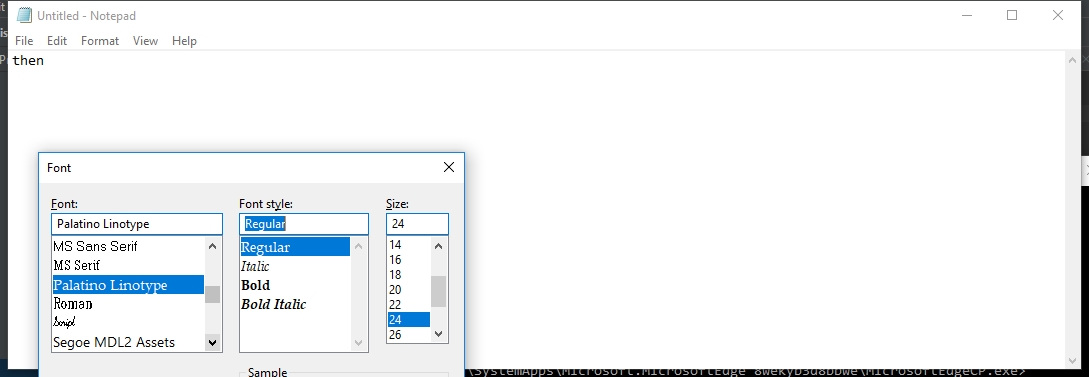 Untitled - Notepad
File Edit Format View Help
then
Font
Font: Font style: Size:
Palatino Linotype Regular 24
MS Sans Serif Regular 14
MS Serif Italic 16
Palatino Linotype Bold 18
Roman Bold Italic 20
Script 22
Segoe MDL2 Assets 24
26
Sample
\SystemApps\Microsoft.MicrosoftEdge_8wekyb3d8bbwe\MicrosoftEdgeCP.exe>